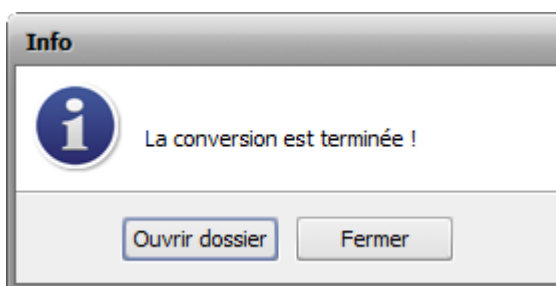 Info
La conversion est terminée !
Ouvrir dossier
Fermer